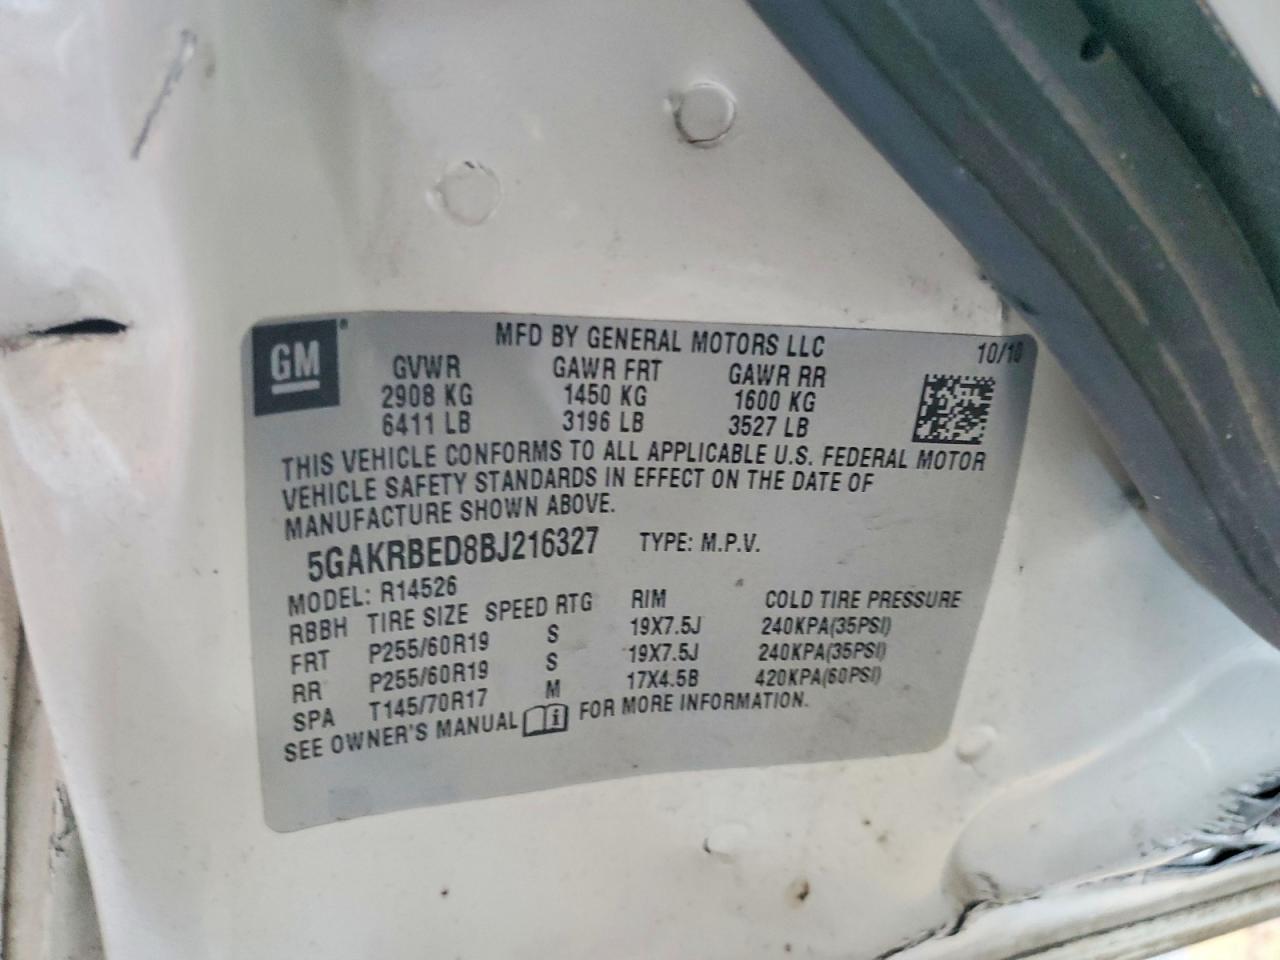 GM
MFD BY GENERAL MOTORS LLC 10/10
GVWR GAWR FRT GAWR RR
2908 KG 1450 KG 1600 KG
6411 LB 3196 LB 3527 LB
THIS VEHICLE CONFORMS TO ALL APPLICABLE U.S. FEDERAL MOTOR
VEHICLE SAFETY STANDARDS IN EFFECT ON THE DATE OF
MANUFACTURE SHOWN ABOVE.
5GAKRBED8BJ216327 TYPE: M.P.V.
MODEL: R14526
RBBH TIRE SIZE SPEED RTG RIM COLD TIRE PRESSURE
FRT P255/60R19 S 19X7.5J 240KPA(35PSI)
RR P255/60R19 S 19X7.5J 240KPA(35PSI)
SPA T145/70R17 M 17X4.5B 420KPA(60PSI)
SEE OWNER'S MANUAL FOR MORE INFORMATION.